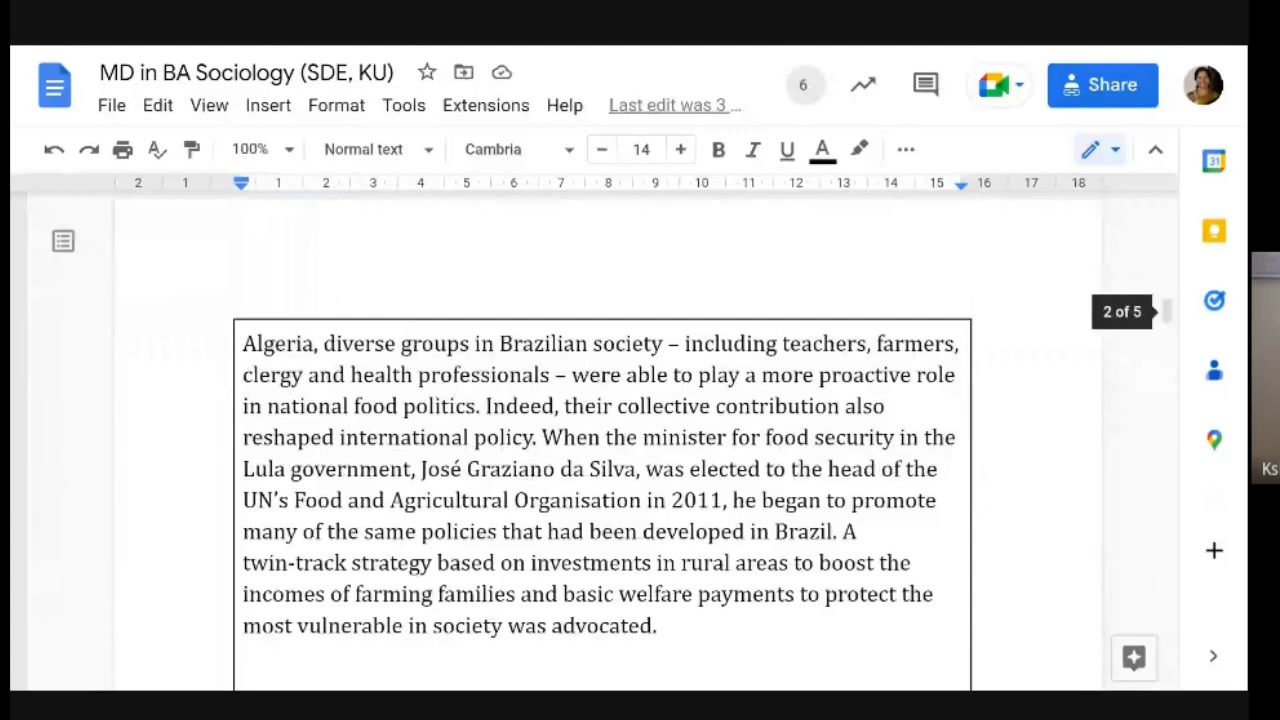 MD in BA Sociology (SDE, KU)
6
Share
File Edit View Insert Format Tools Extensions Help Last edit was 3 ...
100% Normal text Cambria − 14 + B I U A
2 1 1 2 3 4 5 6 7 8 9 10 11 12 13 14 15 16 17 18
31
2 of 5
Algeria, diverse groups in Brazilian society – including teachers, farmers,
clergy and health professionals – were able to play a more proactive role
in national food politics. Indeed, their collective contribution also
reshaped international policy. When the minister for food security in the
Lula government, José Graziano da Silva, was elected to the head of the
UN's Food and Agricultural Organisation in 2011, he began to promote
many of the same policies that had been developed in Brazil. A
twin-track strategy based on investments in rural areas to boost the
incomes of farming families and basic welfare payments to protect the
most vulnerable in society was advocated.
Ks